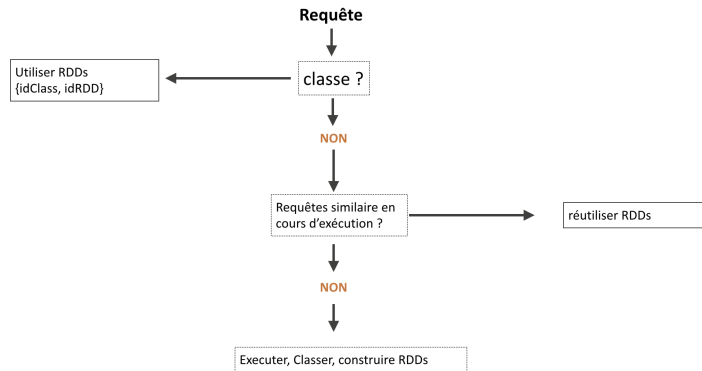 Requête
classe ?
Utiliser RDDs
{idClass, idRDD}
NON
Requêtes similaire en
cours d’exécution ?
réutiliser RDDs
NON
Executer, Classer, construire RDDs